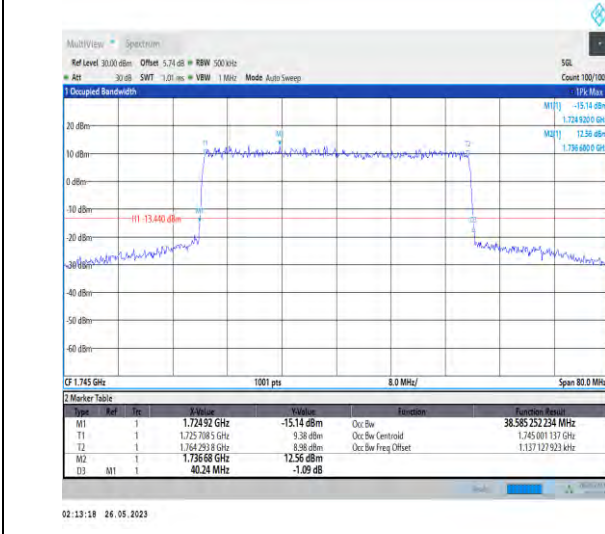 MultiView Spectrum
Ref Level 30.00 dBm Offset 5.74 dB RBW 500 kHz SGL
Att 30 dB SWT 1.01 ms VBW 1 MHz Mode Auto Sweep Count 100/100
1 Occupied Bandwidth 1Pk Max
M1[1] -15.14 dBm
1.724 920 0 GHz
M2[1] 12.56 dBm
1.736 680 0 GHz
20 dBm
10 dBm
0 dBm
-10 dBm
H1 -13.440 dBm
-20 dBm
-30 dBm
-40 dBm
-50 dBm
-60 dBm
CF 1.745 GHz 1001 pts 8.0 MHz/ Span 80.0 MHz
2 Marker Table
Type Ref Trc X-Value Y-Value Function Function Result
M1 1 1.724 92 GHz -15.14 dBm Occ Bw 38.585 252 234 MHz
T1 1 1.725 708 5 GHz 9.38 dBm Occ Bw Centroid 1.745 001 137 GHz
T2 1 1.764 293 8 GHz 8.98 dBm Occ Bw Freq Offset 1.137 127 923 kHz
M2 1 1.736 68 GHz 12.56 dBm
D3 M1 1 40.24 MHz -1.09 dB
02:13:18 26.05.2023